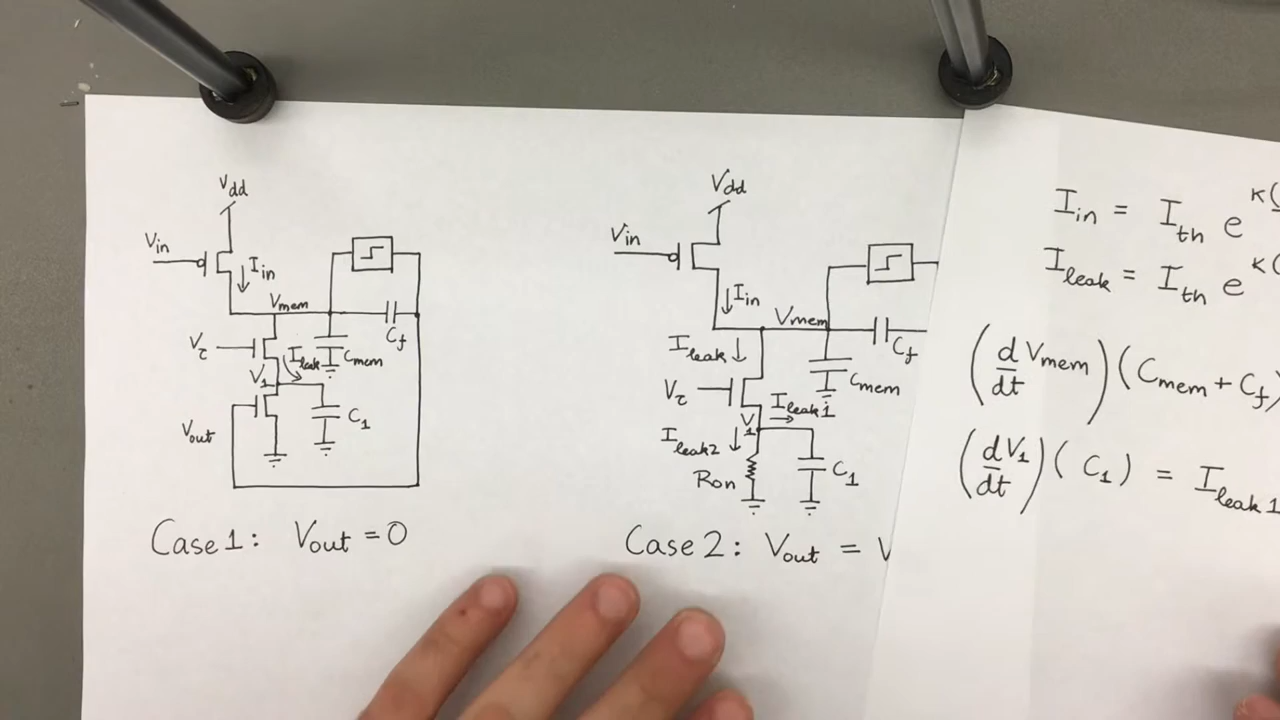 Vdd
Vin
Iin
Vmem
Cf
Vτ
Ileak
Cmem
V1
C1
Vout
Case 1: Vout = 0
Vdd
Vin
Iin
Vmem
Cf
Ileak
Cmem
Vτ
Ileak1
V1
Ileak2
Ron
C1
Case 2: Vout = V
Iin = Ith e κ(
Ileak = Ith e κ(
(d/dt Vmem)(Cmem + Cf)
(dV1/dt)(C1) = Ileak1